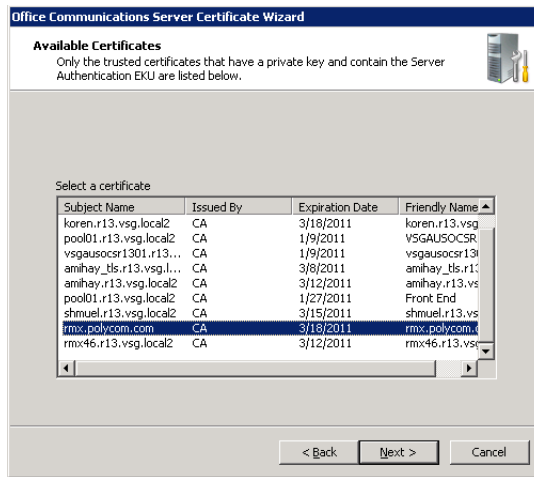 Office Communications Server Certificate Wizard
Available Certificates
Only the trusted certificates that have a private key and contain the Server
Authentication EKU are listed below.
Select a certificate
Subject Name Issued By Expiration Date Friendly Name
koren.r13.vsg.local2 CA 3/18/2011 koren.r13.vsg
pool01.r13.vsg.local2 CA 1/9/2011 VSGAUSOCSR
vsgausocsr1301.r13... CA 1/9/2011 vsgausocsr130
amihay_tls.r13.vsg.l... CA 3/8/2011 amihay_tls.r13
amihay.r13.vsg.local2 CA 3/12/2011 amihay.r13.vs
pool01.r13.vsg.local2 CA 1/27/2011 Front End
shmuel.r13.vsg.local2 CA 3/15/2011 shmuel.r13.vs
rmx.polycom.com CA 3/18/2011 rmx.polycom.c
rmx46.r13.vsg.local2 CA 3/12/2011 rmx46.r13.vsg
< Back Next > Cancel